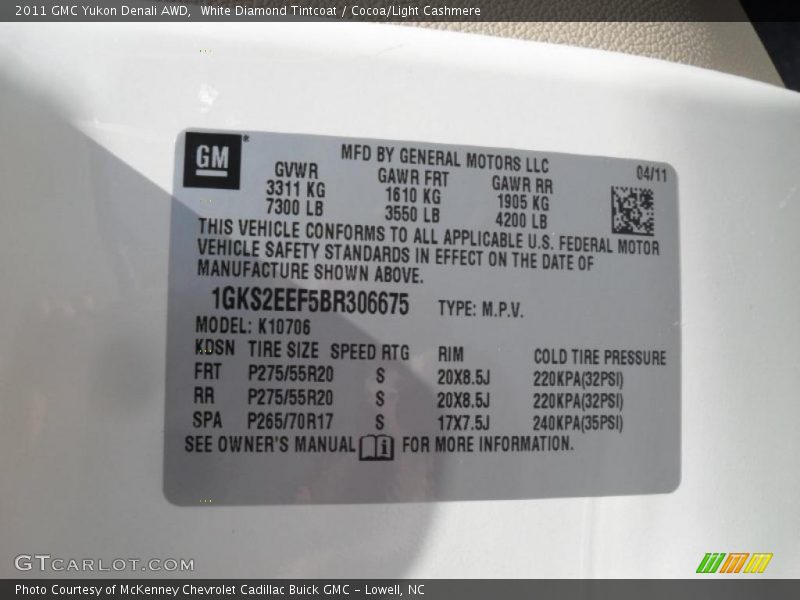 2011 GMC Yukon Denali AWD,  White Diamond Tintcoat / Cocoa/Light Cashmere
GM
MFD BY GENERAL MOTORS LLC
04/11
GVWR GAWR FRT GAWR RR
3311 KG 1610 KG 1905 KG
7300 LB 3550 LB 4200 LB
THIS VEHICLE CONFORMS TO ALL APPLICABLE U.S. FEDERAL MOTOR
VEHICLE SAFETY STANDARDS IN EFFECT ON THE DATE OF
MANUFACTURE SHOWN ABOVE.
1GKS2EEF5BR306675 TYPE: M.P.V.
MODEL: K10706
KDSN TIRE SIZE SPEED RTG RIM COLD TIRE PRESSURE
FRT P275/55R20 S 20X8.5J 220KPA(32PSI)
RR P275/55R20 S 20X8.5J 220KPA(32PSI)
SPA P265/70R17 S 17X7.5J 240KPA(35PSI)
SEE OWNER'S MANUAL FOR MORE INFORMATION.
GTCARLOT.COM
Photo Courtesy of McKenney Chevrolet Cadillac Buick GMC – Lowell, NC